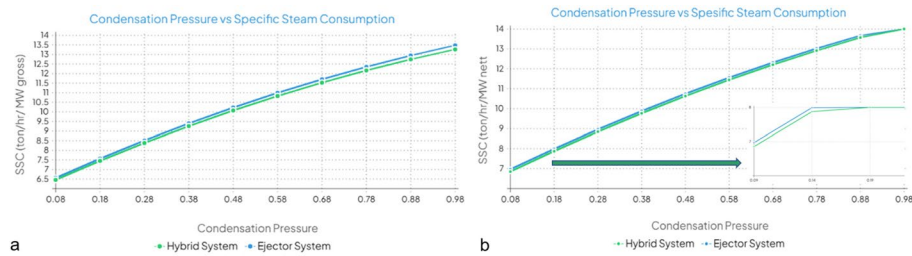 Condensation Pressure vs Specific Steam Consumption
SSC (ton/hr/ MW gross)
14
13.5
13
12.5
12
11.5
11
10.5
10
9.5
9
8.5
8
7.5
7
6.5
0.08 0.18 0.28 0.38 0.48 0.58 0.68 0.78 0.88 0.98
Condensation Pressure
Hybrid System Ejector System
a
Condensation Pressure vs Spesific Steam Consumption
SSC (ton/hr/MW nett
14
13
12
11
10
9
8
7
0.08 0.18 0.28 0.38 0.48 0.58 0.68 0.78 0.88 0.98
Condensation Pressure
Hybrid System Ejector System
b